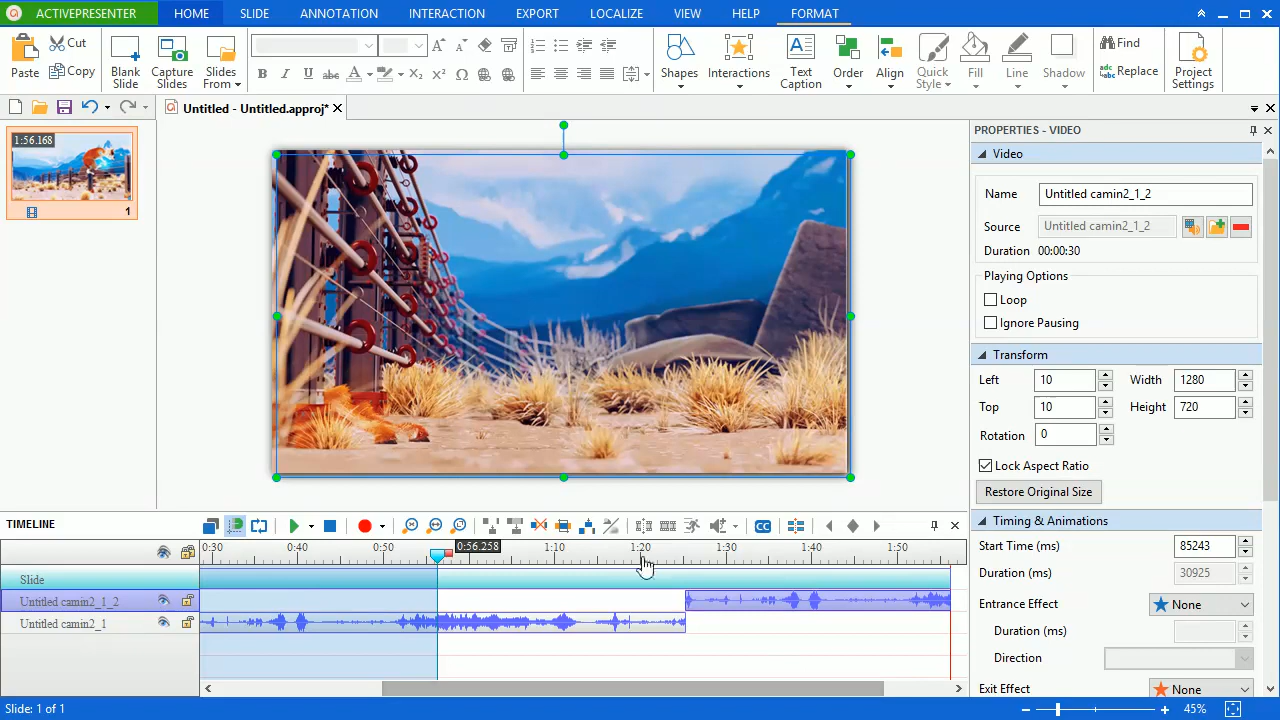 ACTIVEPRESENTER HOME SLIDE ANNOTATION INTERACTION EXPORT LOCALIZE VIEW HELP FORMAT
Paste Cut Copy Blank Slide Capture Slides Slides From... Shapes Interactions Text Caption Order Align Quick Style Fill Line Shadow Find Replace Project Settings
Untitled - Untitled.approj*
PROPERTIES - VIDEO
1:56.168
1
Video
Name Untitled camin2_1_2
Source Untitled camin2_1_2
Duration 00:00:30
Playing Options
Loop
Ignore Pausing
Transform
Left 10 Width 1280
Top 10 Height 720
Rotation 0
Lock Aspect Ratio
Restore Original Size
Timing & Animations
Start Time (ms) 85243
Duration (ms) 30925
Entrance Effect None
Duration (ms)
Direction
Exit Effect None
TIMELINE
CC
0:30 0:40 0:50 0:56.258 1:10 1:20 1:30 1:40 1:50
Slide
Untitled camin2_1_2
Untitled camin2_1
Slide: 1 of 1
45%